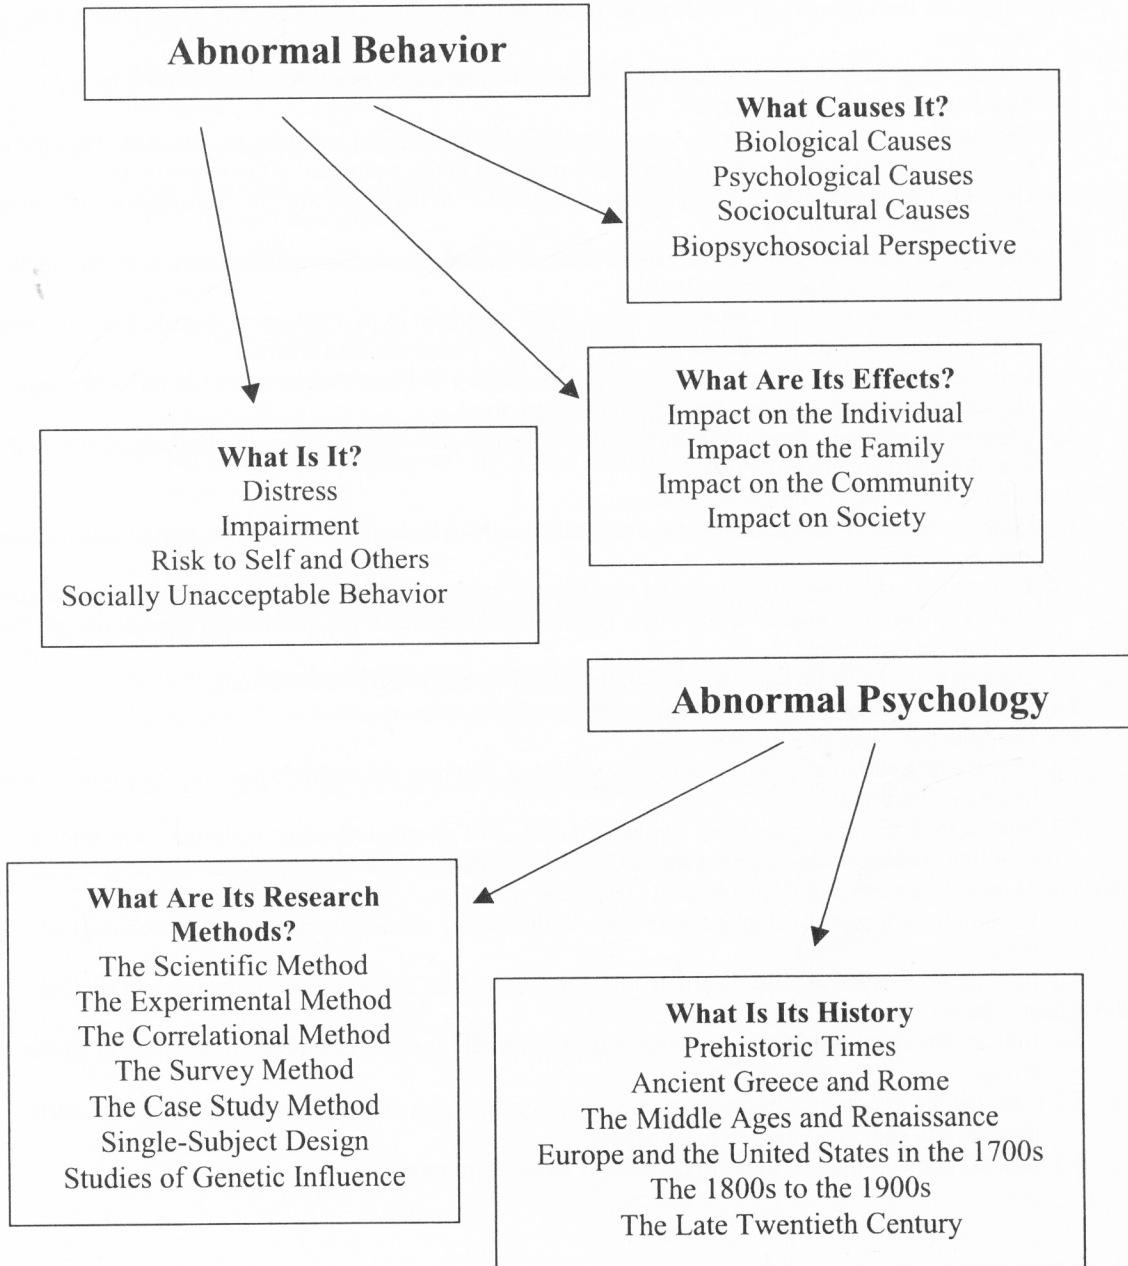 Abnormal Behavior
What Causes It?
Biological Causes
Psychological Causes
Sociocultural Causes
Biopsychosocial Perspective
What Are Its Effects?
Impact on the Individual
Impact on the Family
Impact on the Community
Impact on Society
What Is It?
Distress
Impairment
Risk to Self and Others
Socially Unacceptable Behavior
Abnormal Psychology
What Are Its Research
Methods?
The Scientific Method
The Experimental Method
The Correlational Method
The Survey Method
The Case Study Method
Single-Subject Design
Studies of Genetic Influence
What Is Its History
Prehistoric Times
Ancient Greece and Rome
The Middle Ages and Renaissance
Europe and the United States in the 1700s
The 1800s to the 1900s
The Late Twentieth Century